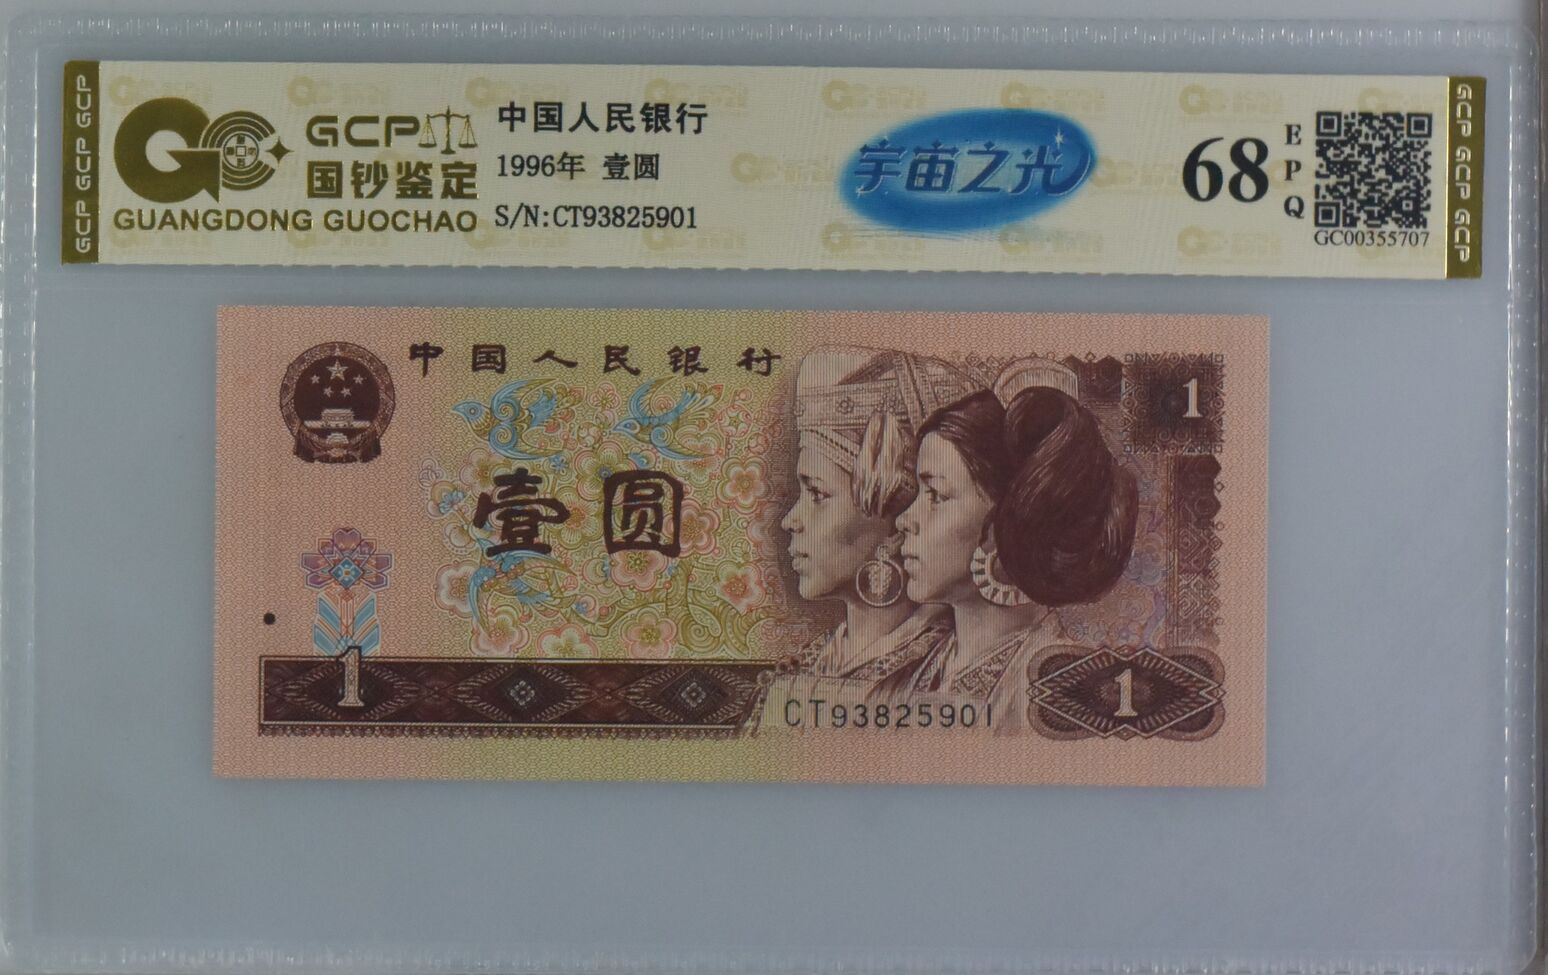 GCP GCP GCP
GCP
国钞鉴定
GUANGDONG GUOCHAO
中国人民银行
1996年 壹圆
S/N:CT93825901
宇宙之光
68
EPQ
GC00355707
GCP GCP GCP
中国人民银行
1
壹圆
1
CT93825901
1